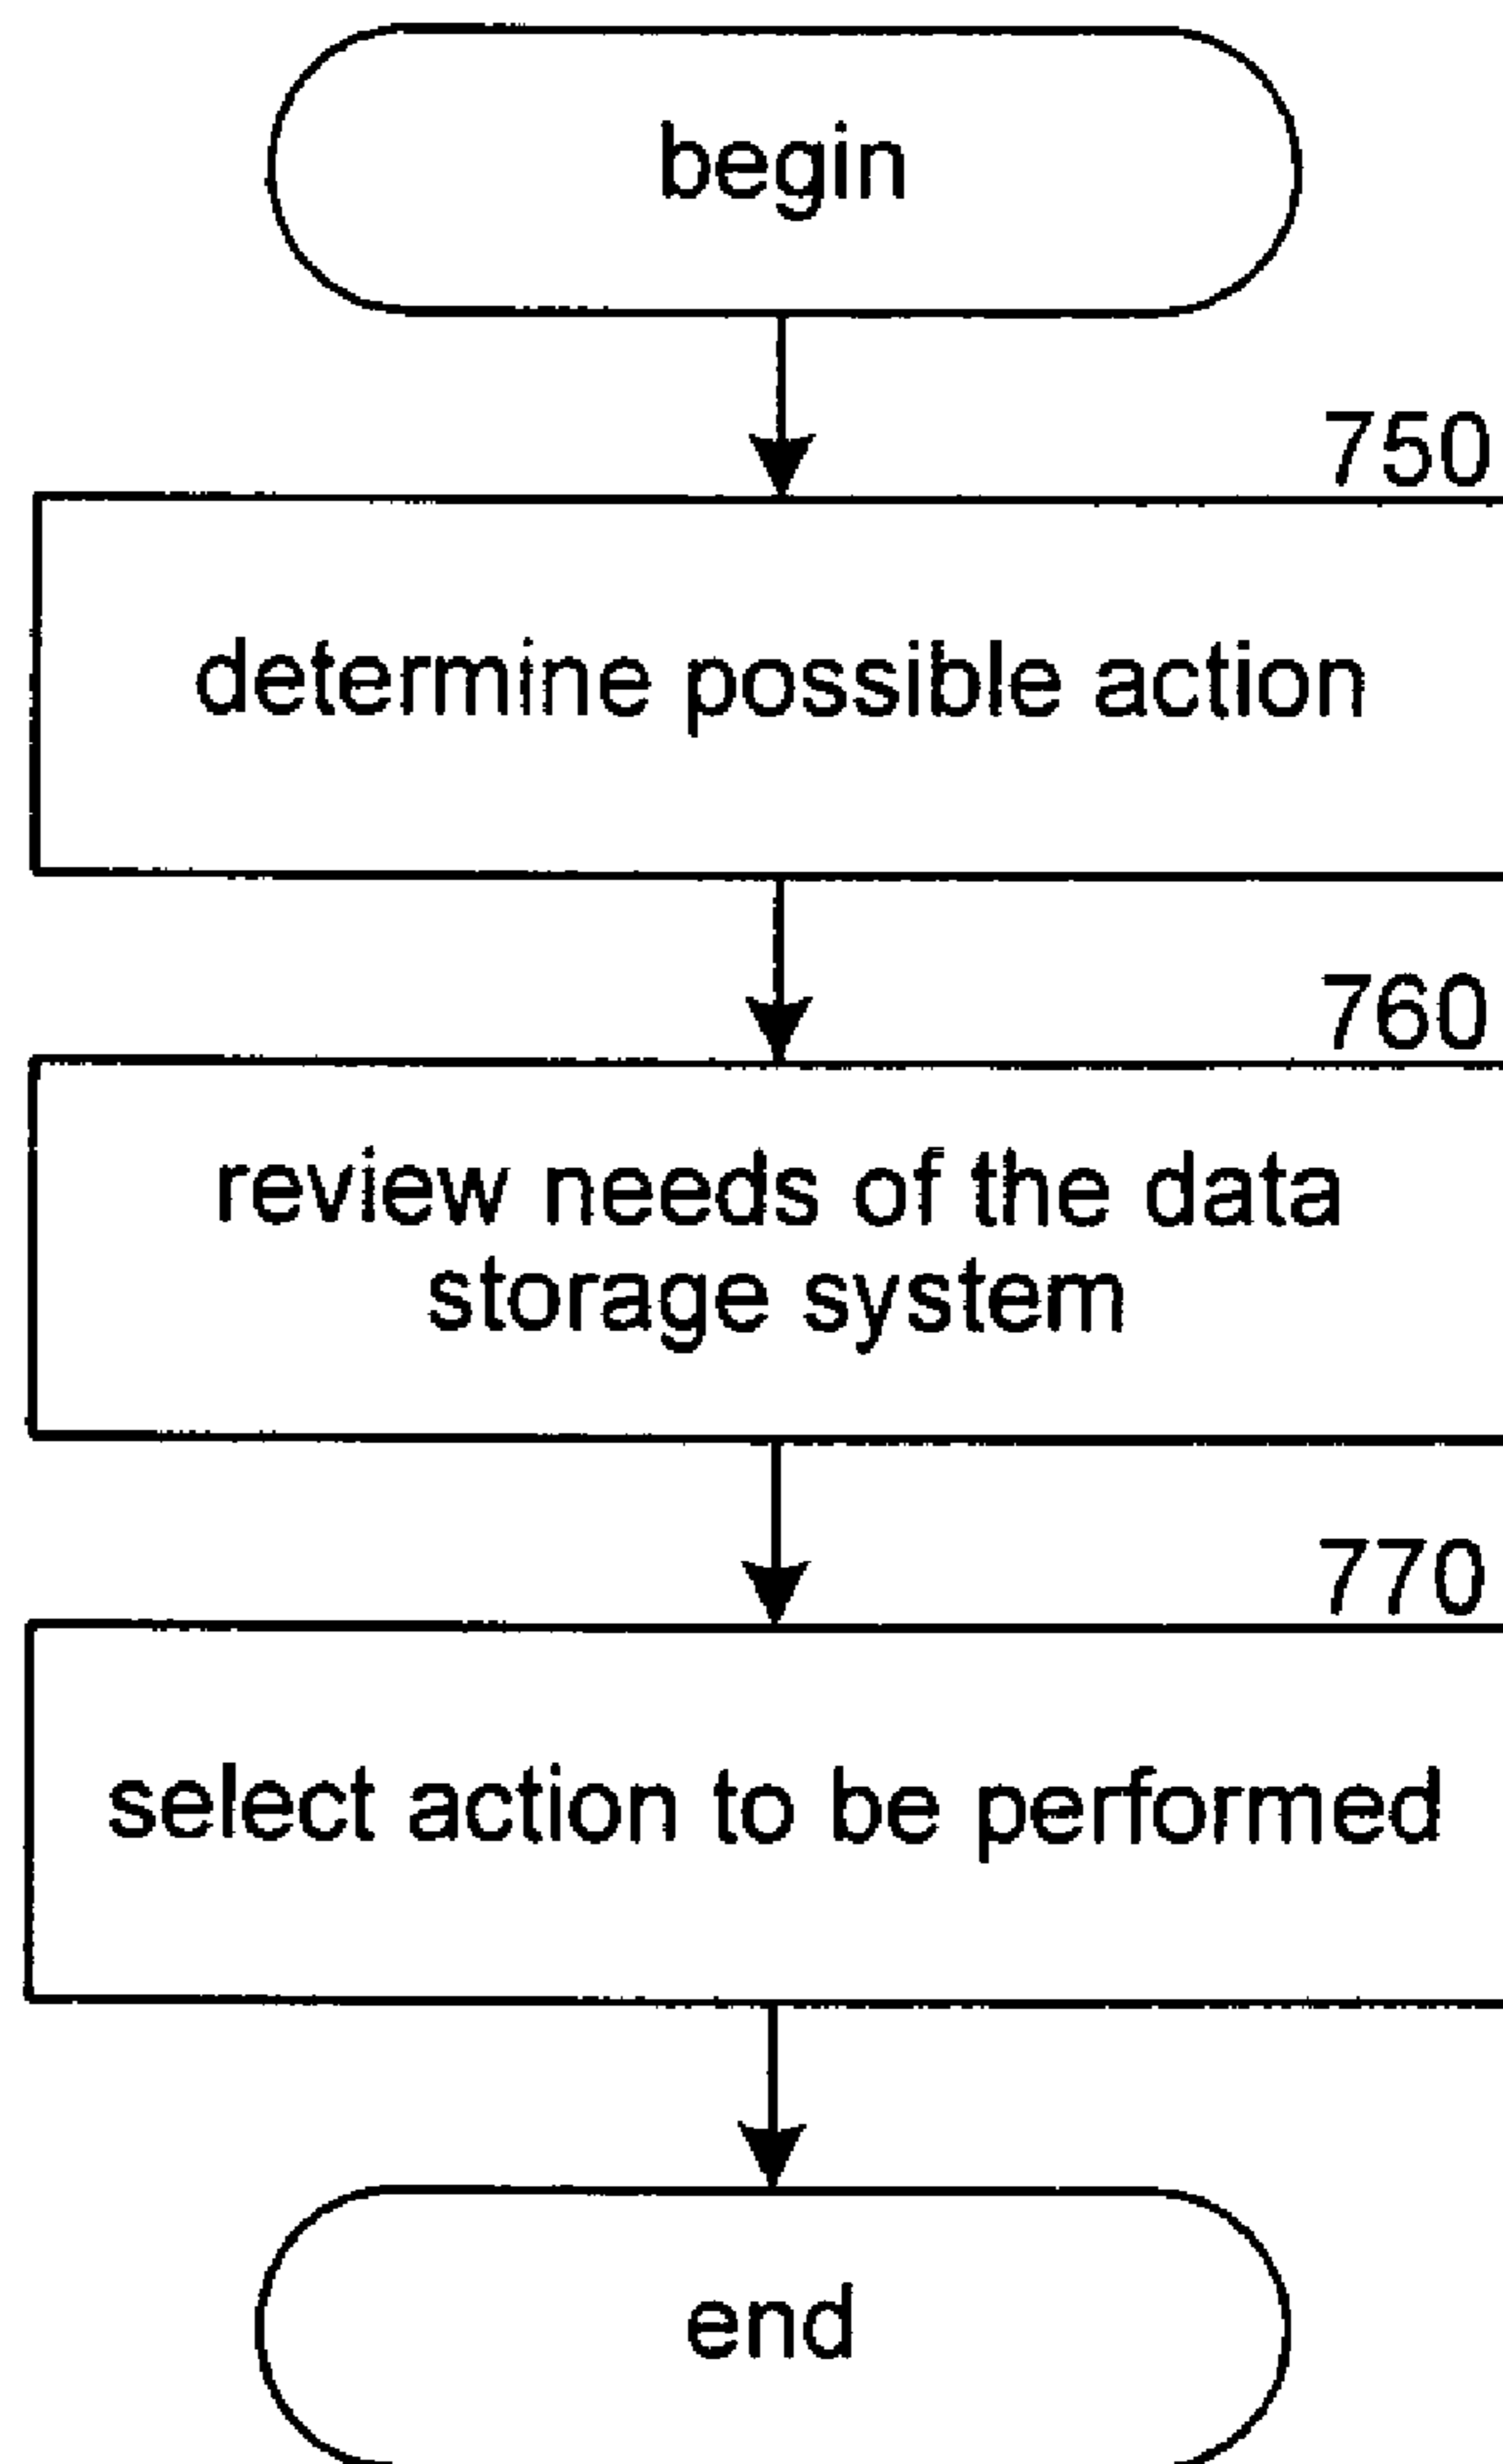 begin
750
determine possible action
760
review needs of the data
storage system
770
select action to be performed
end